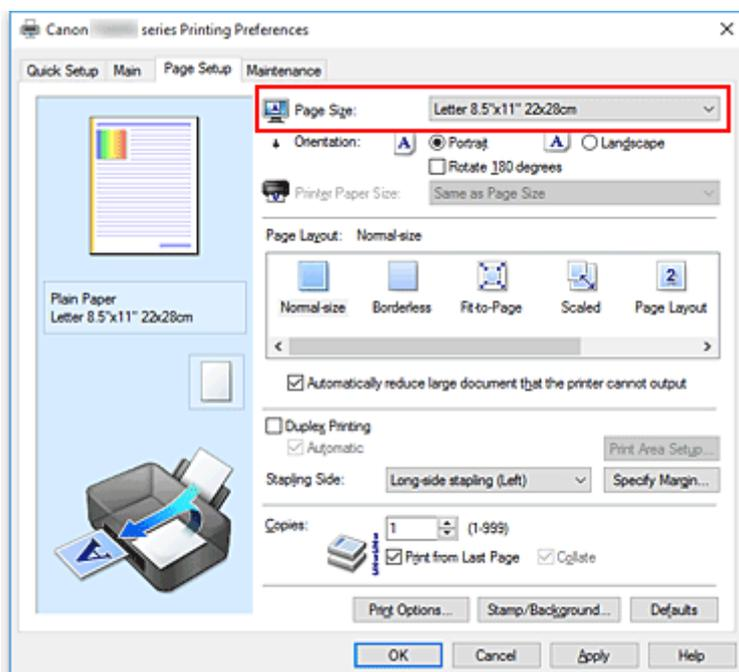 Canon series Printing Preferences
Quick Setup Main Page Setup Maintenance
Page Size: Letter 8.5"x11" 22x28cm
Orientation: A Portrait A Landscape
Rotate 180 degrees
Printer Paper Size: Same as Page Size
Page Layout: Normal-size
2
Normal-size Borderless Fit-to-Page Scaled Page Layout
Plain Paper
Letter 8.5"x11" 22x28cm
Automatically reduce large document that the printer cannot output
Duplex Printing
Automatic
Print Area Setup...
Stapling Side: Long-side stapling (Left) Specify Margin...
Copies: 1 (1-999)
Print from Last Page Collate
A
Print Options... Stamp/Background... Defaults
OK Cancel Apply Help